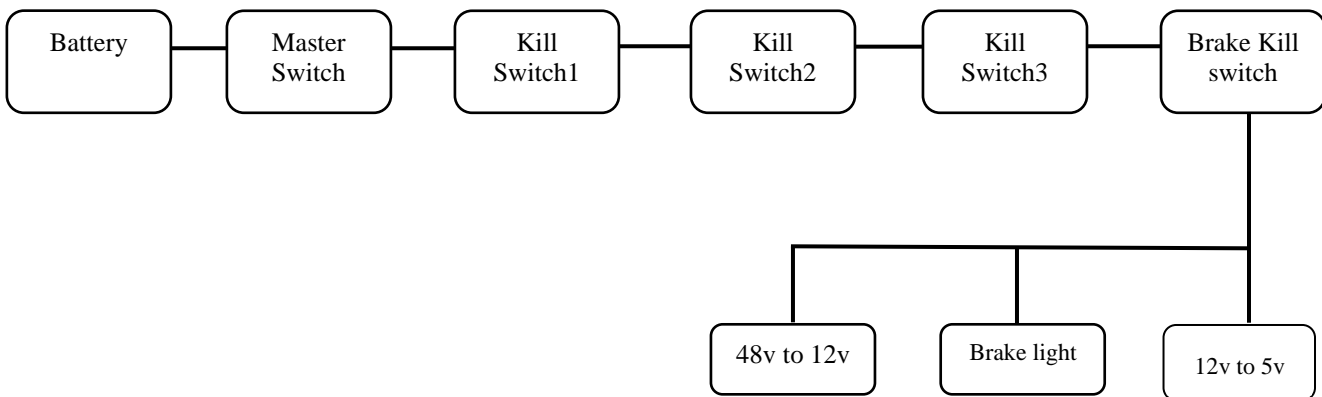 Battery
Master
Switch
Kill
Switch1
Kill
Switch2
Kill
Switch3
Brake Kill
switch
48v to 12v
Brake light
12v to 5v